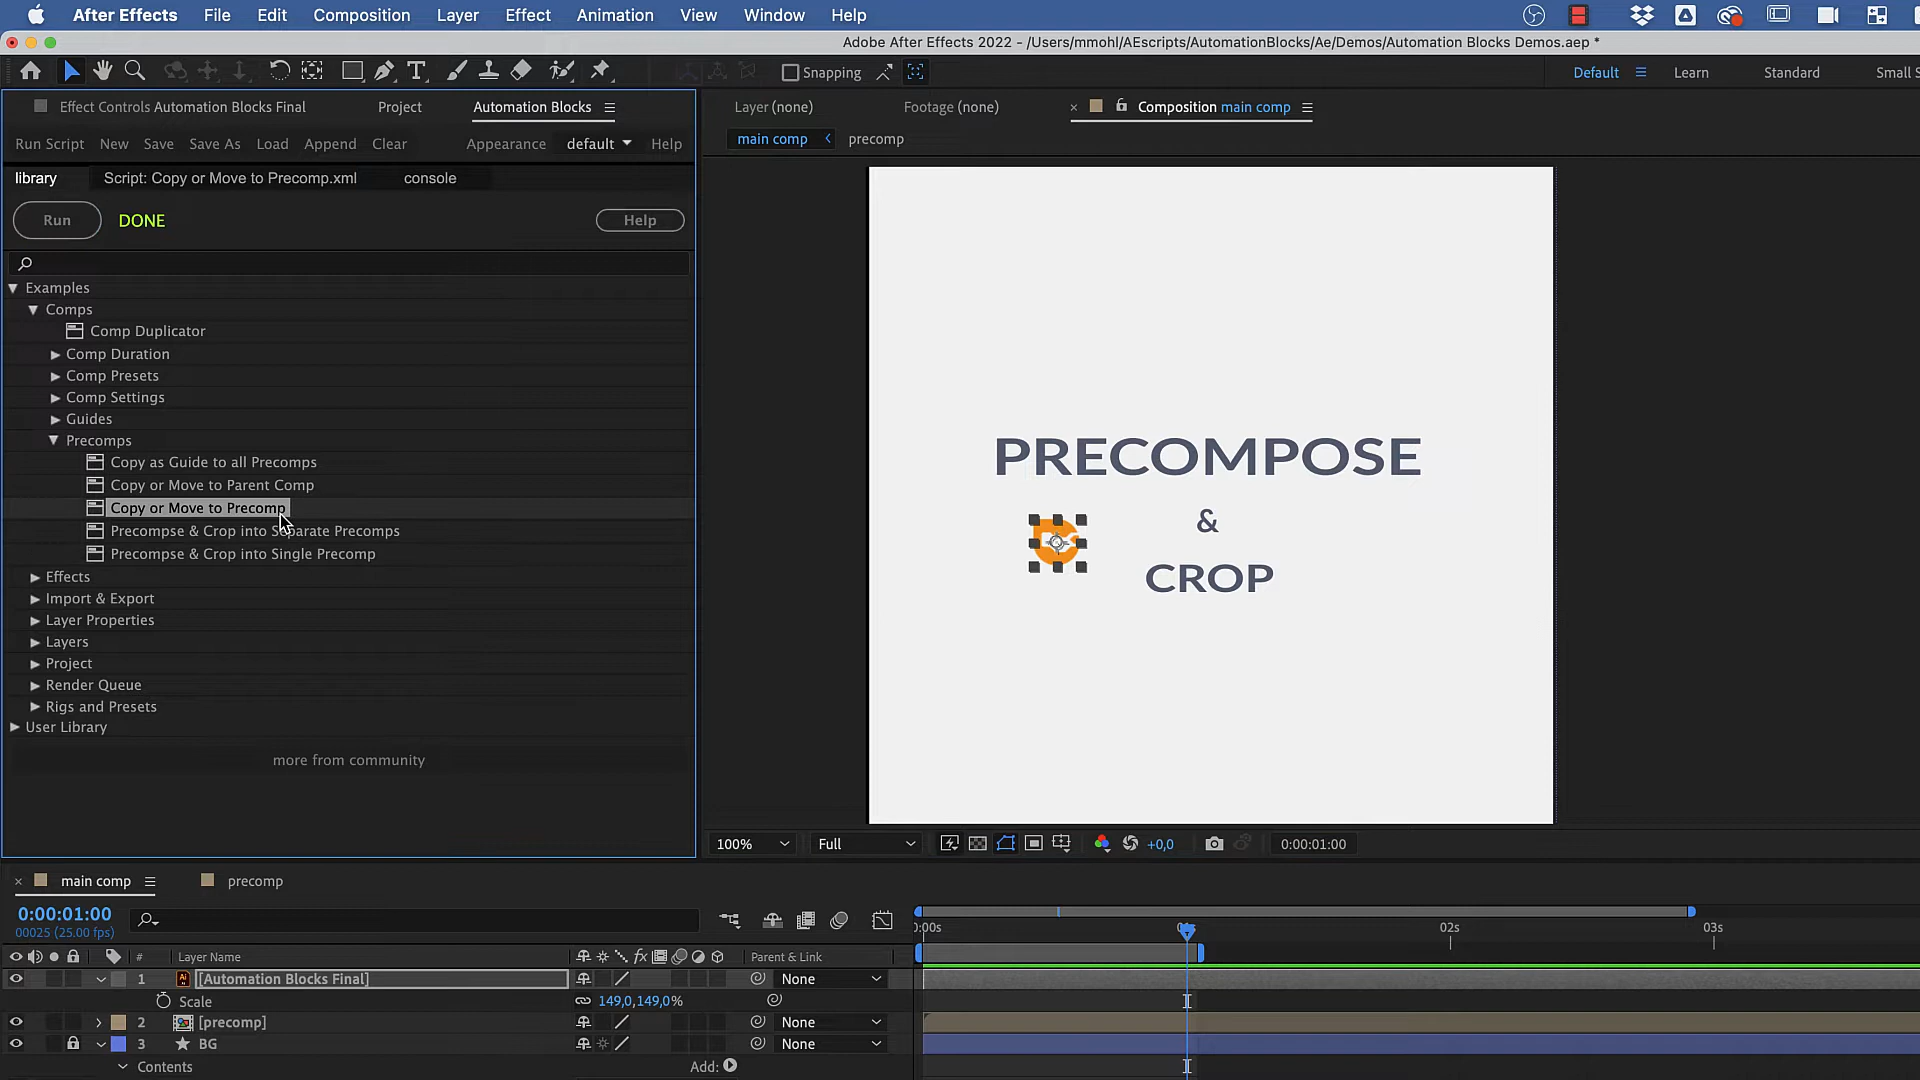 After Effects File Edit Composition Layer Effect Animation View Window Help
Adobe After Effects 2022 - /Users/mmohl/AEscripts/AutomationBlocks/Ae/Demos/Automation Blocks Demos.aep *
Snapping Default Learn Standard Small S
Effect Controls Automation Blocks Final Project Automation Blocks
Layer (none) Footage (none) Composition main comp
Run Script New Save Save As Load Append Clear Appearance default Help
main comp precomp
library Script: Copy or Move to Precomp.xml console
Run DONE Help
Examples
Comps
Comp Duplicator
Comp Duration
Comp Presets
Comp Settings
Guides
Precomps
Copy as Guide to all Precomps
Copy or Move to Parent Comp
Copy or Move to Precomp
Precompse & Crop into Separate Precomps
Precompse & Crop into Single Precomp
Effects
Import & Export
Layer Properties
Layers
Project
Render Queue
Rigs and Presets
User Library
more from community
PRECOMPOSE
&
CROP
100% Full +0,0 0:00:01:00
main comp precomp
0:00:01:00
00025 (25.00 fps)
0:00s 02s 03s
# Layer Name fx Parent & Link
1 [Automation Blocks Final] None
Scale 149,0,149,0%
2 [precomp] None
3 BG None
Contents Add: